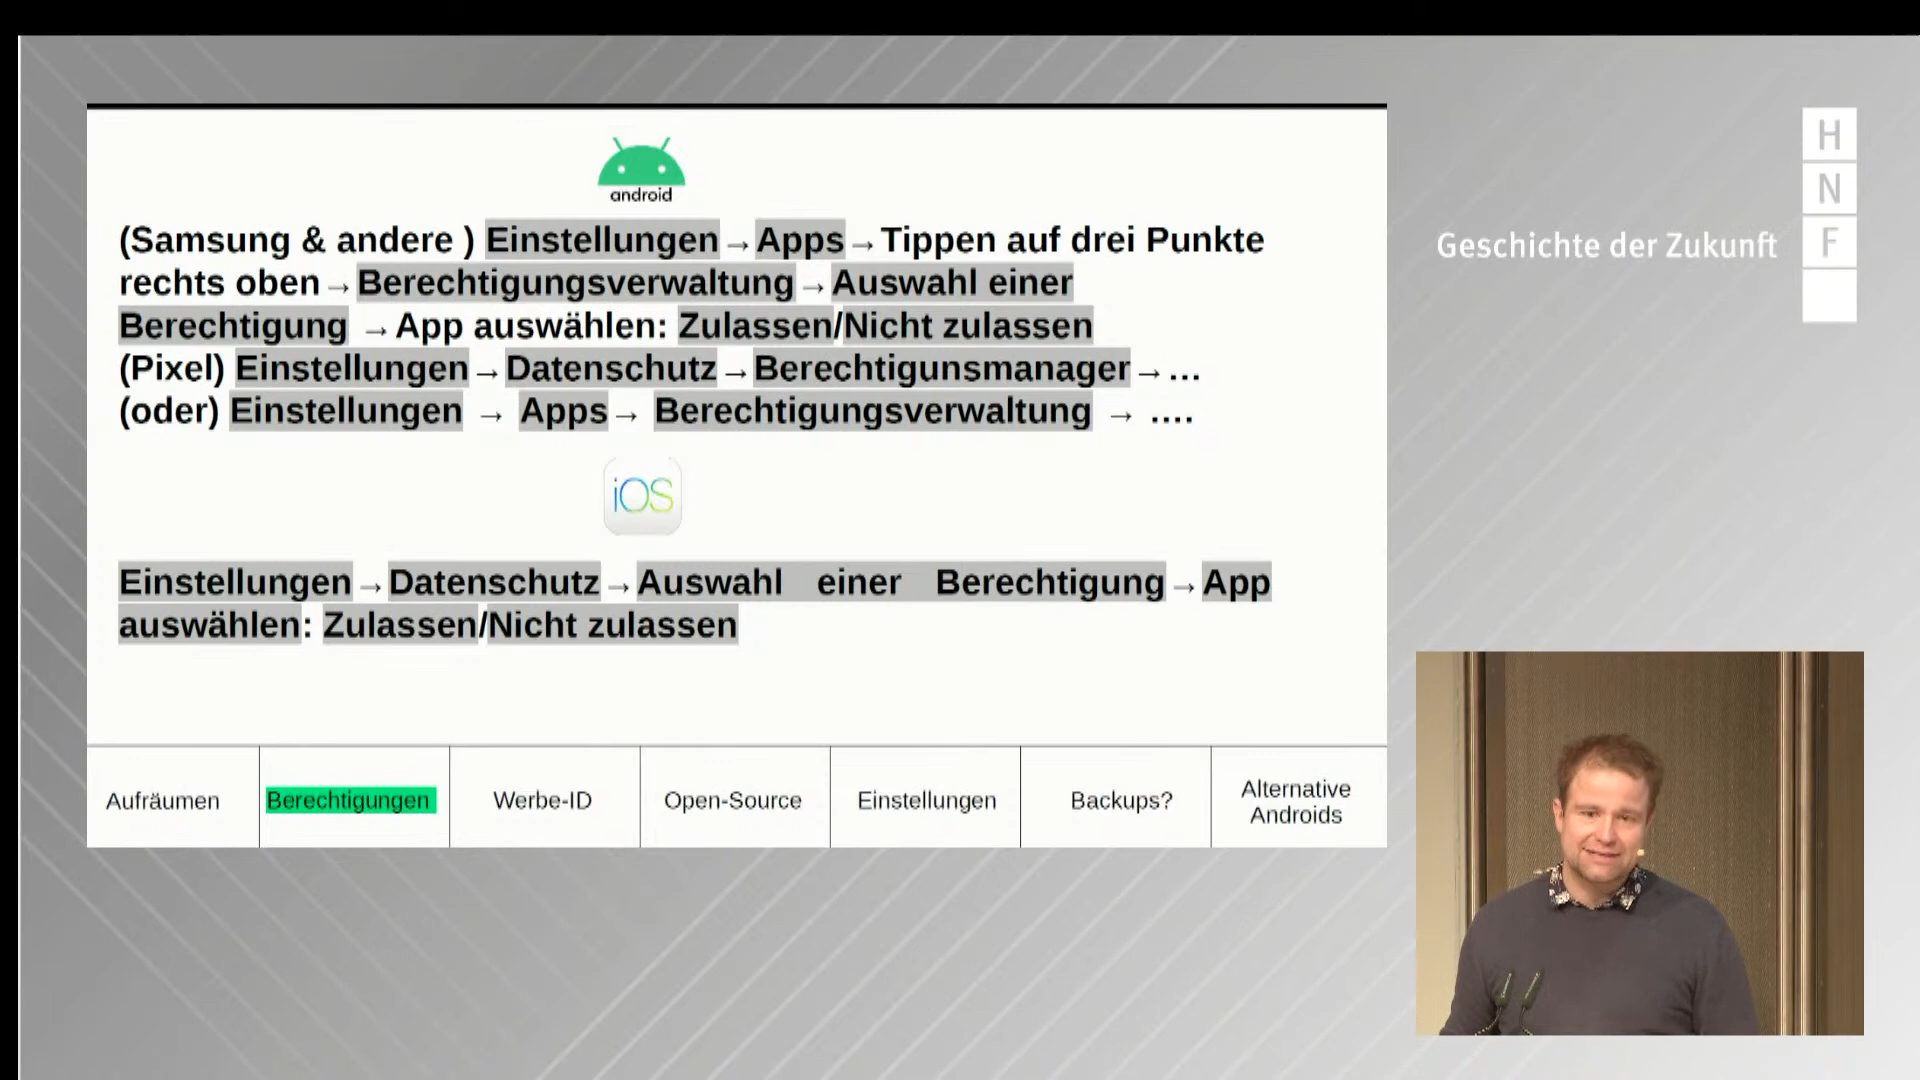 android
(Samsung & andere ) Einstellungen→Apps→Tippen auf drei Punkte
rechts oben→Berechtigungsverwaltung→Auswahl einer
Berechtigung →App auswählen: Zulassen/Nicht zulassen
(Pixel) Einstellungen→Datenschutz→Berechtigunsmanager→...
(oder) Einstellungen → Apps→ Berechtigungsverwaltung → ....
iOS
Einstellungen→Datenschutz→Auswahl einer Berechtigung→App
auswählen: Zulassen/Nicht zulassen
Aufräumen
Berechtigungen
Werbe-ID
Open-Source
Einstellungen
Backups?
Alternative
Androids
Geschichte der Zukunft
H
N
F